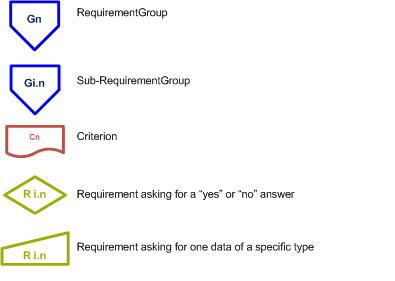 Gn RequirementGroup
Gi.n Sub-RequirementGroup
Cn Criterion
R i.n Requirement asking for a “yes” or “no” answer
R i.n Requirement asking for one data of a specific type